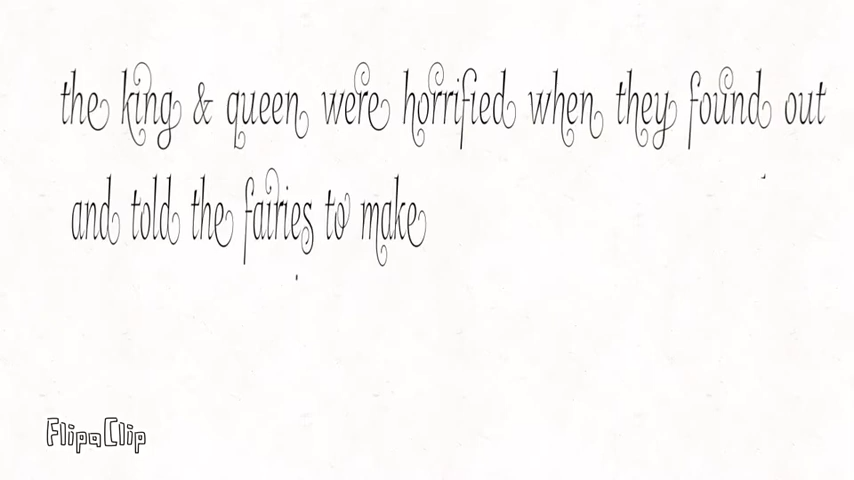 the king & queen were horrified when they found out
and told the fairies to make
FlipaClip